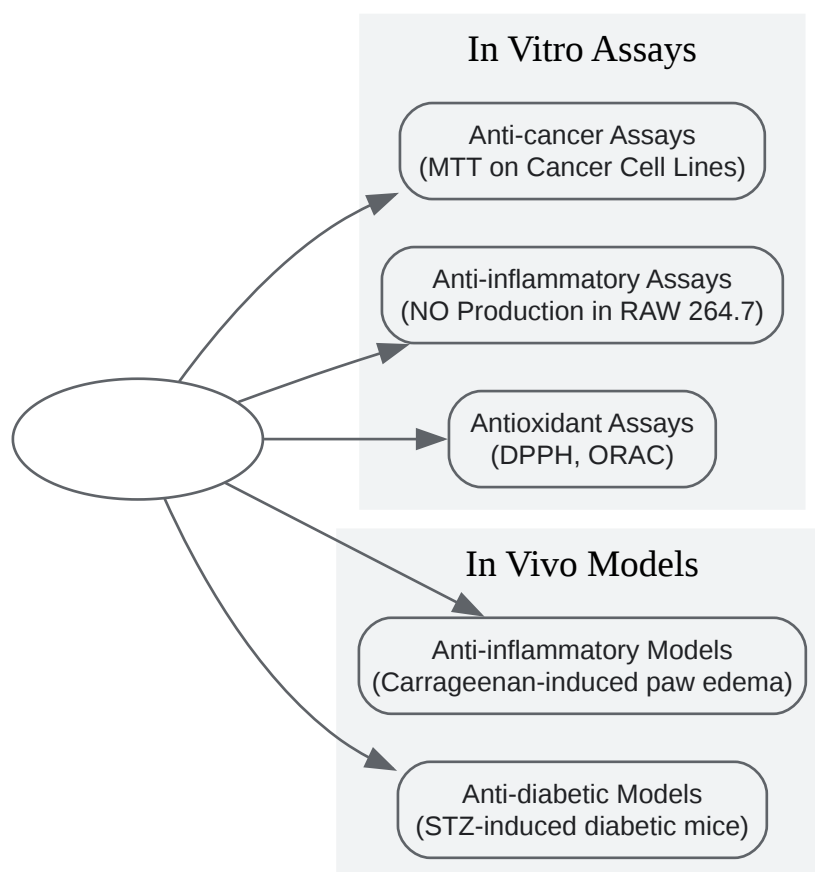 In Vitro Assays
Anti-cancer Assays
(MTT on Cancer Cell Lines)
Anti-inflammatory Assays
(NO Production in RAW 264.7)
Antioxidant Assays
(DPPH, ORAC)
In Vivo Models
Anti-inflammatory Models
(Carrageenan-induced paw edema)
Anti-diabetic Models
(STZ-induced diabetic mice)